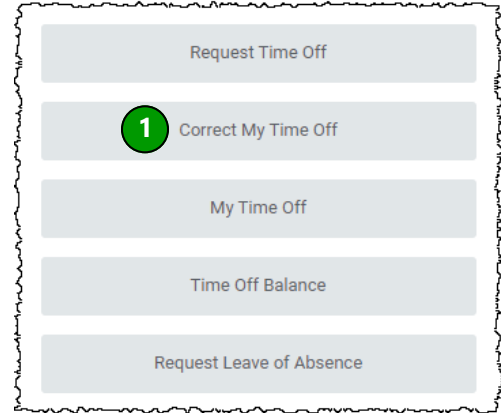 Request Time Off
1 Correct My Time Off
My Time Off
Time Off Balance
Request Leave of Absence